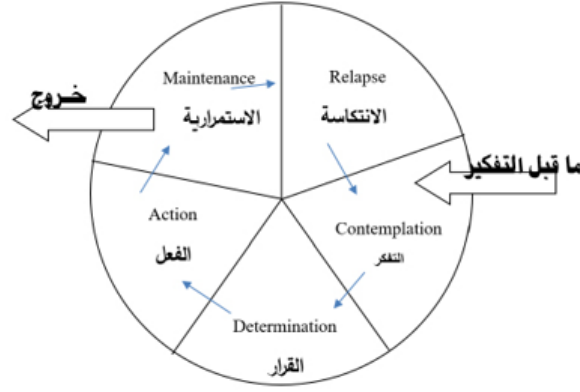 Maintenance
الاستمرارية
Relapse
الانتكاسة
خروج
ما قبل التفكير
Contemplation
التفكر
Action
الفعل
Determination
القرار